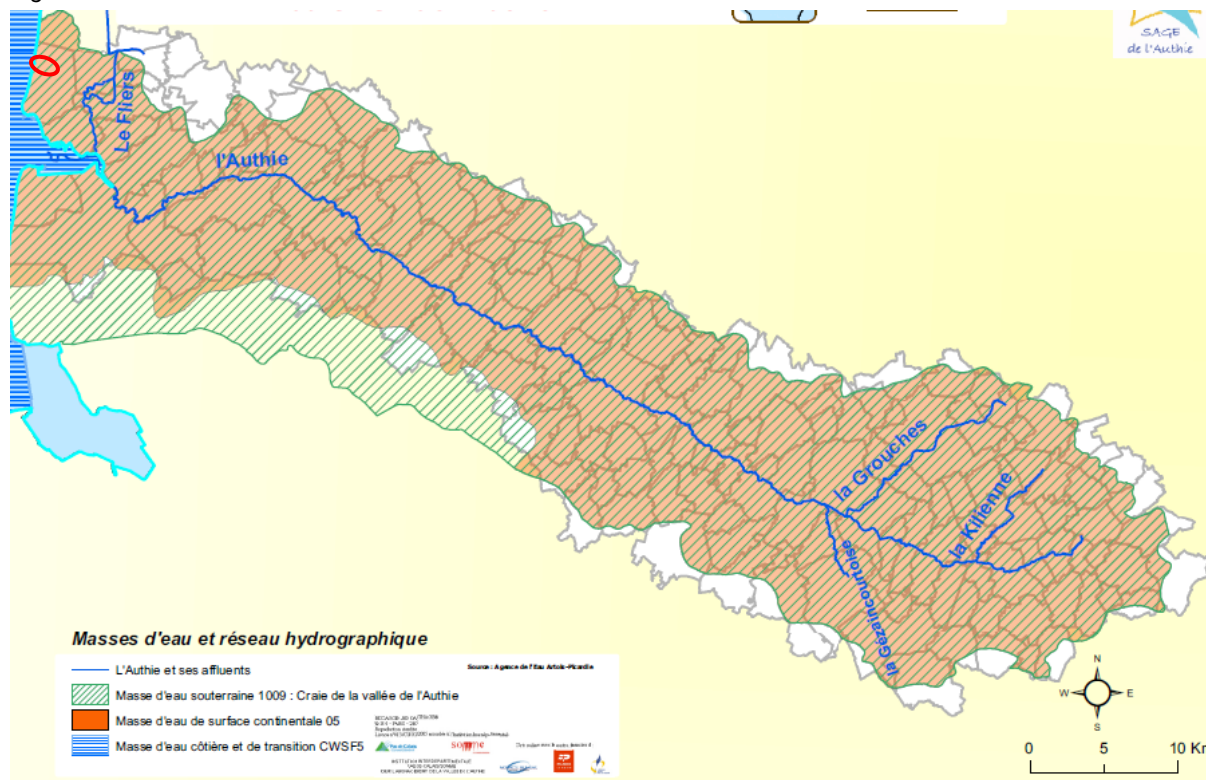 SAGE
de l'Authie
Le Fliers
l'Authie
la Grouches
la Kilienne
la Gézaincourtoise
Masses d'eau et réseau hydrographique
L'Authie et ses affluents
Source : Agence de l'Eau Artois-Picardie
Masse d'eau souterraine 1009 : Craie de la vallée de l'Authie
Masse d'eau de surface continentale 05
Masse d'eau côtière et de transition CWSF5
somme
N
W
E
S
0 5 10 Km